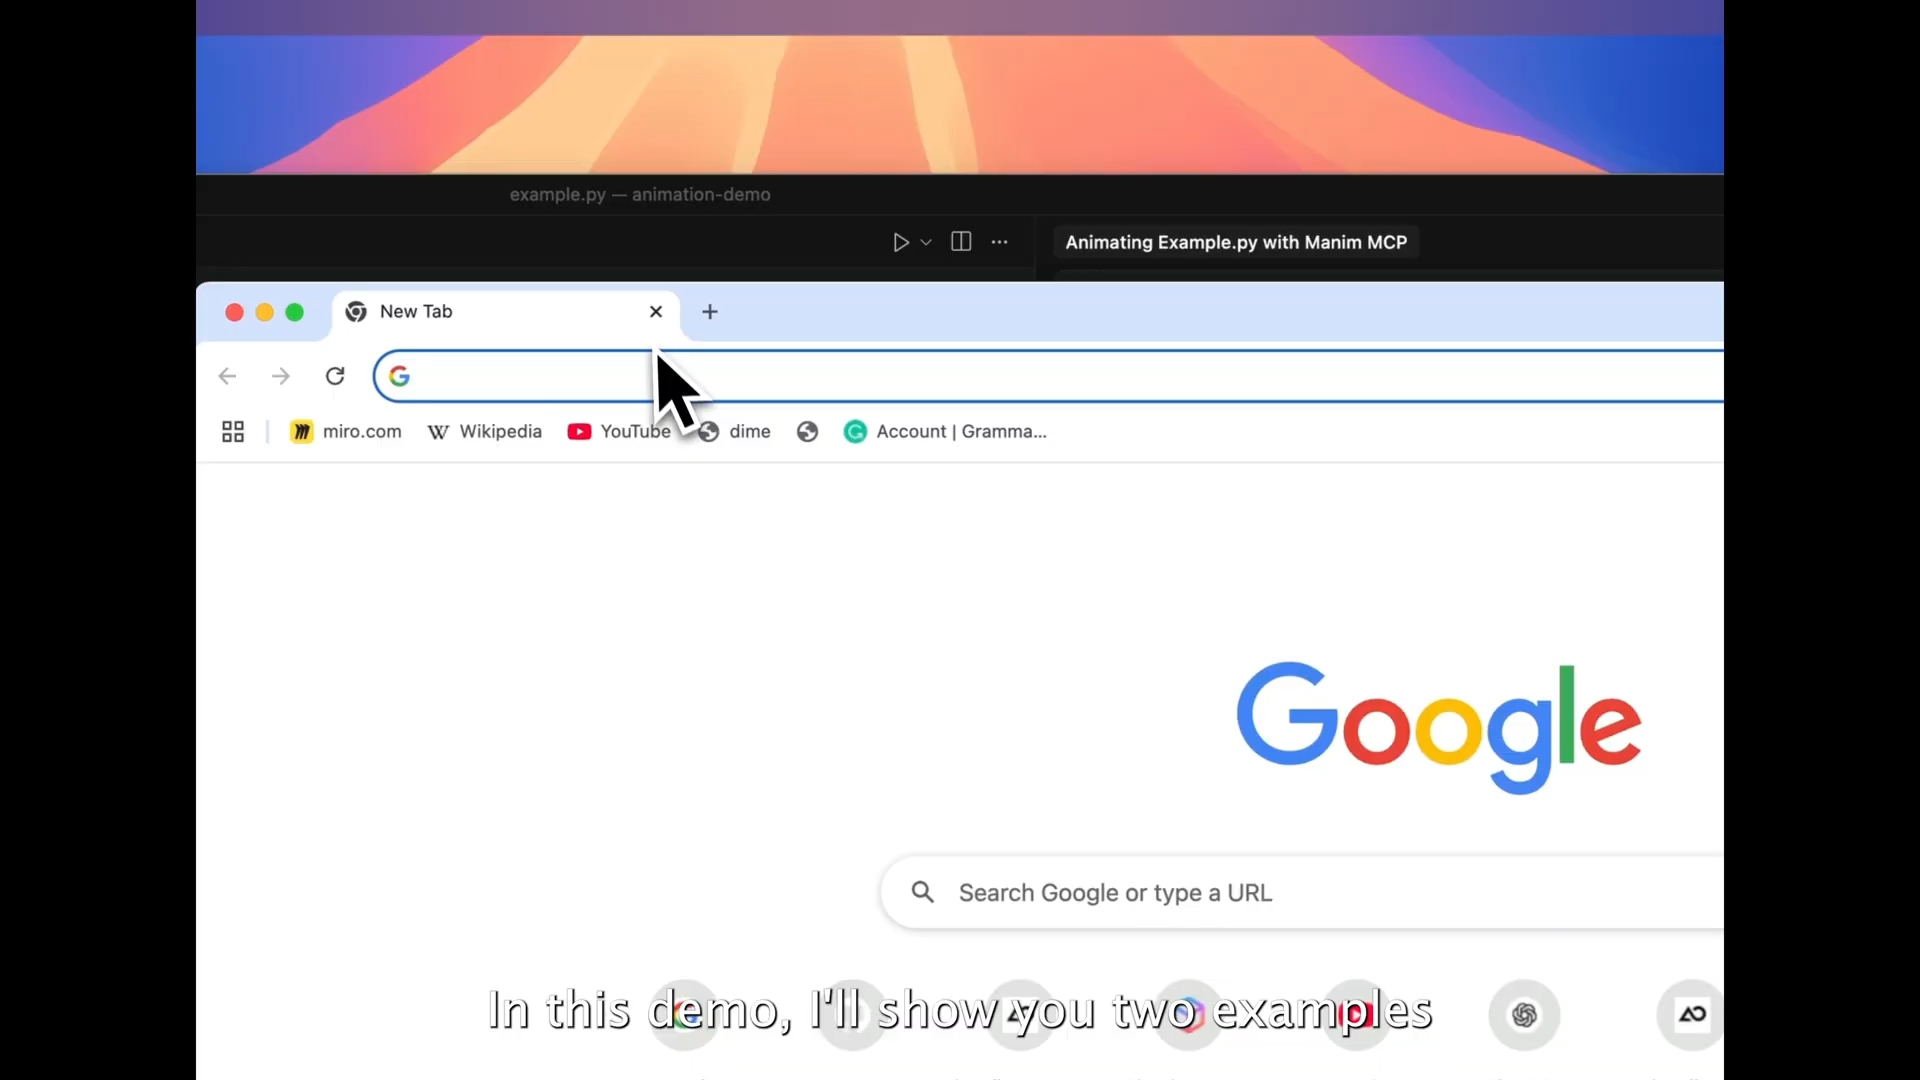 example.py — animation-demo
Animating Example.py with Manim MCP
New Tab
miro.com
Wikipedia
YouTube
dime
Account | Gramma...
Google
Search Google or type a URL
In this demo, I'll show you two examples